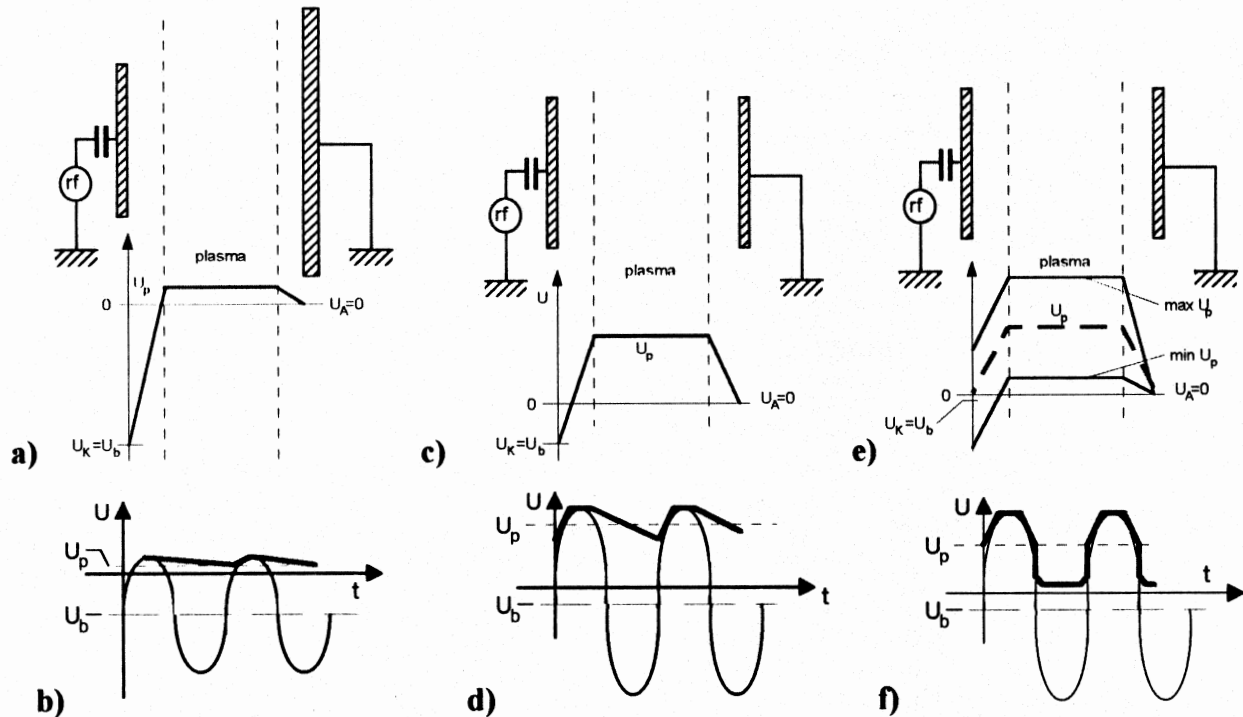 rf
plasma
U_p
0
U_A=0
U_K=U_b
a)
rf
plasma
U
U_p
0
U_A=0
U_K=U_b
c)
rf
plasma
max U_p
U_p
min U_p
0
U_A=0
U_K=U_b
e)
U
U_p
t
U_b
b)
U
U_p
t
U_b
d)
U
U_p
t
U_b
f)